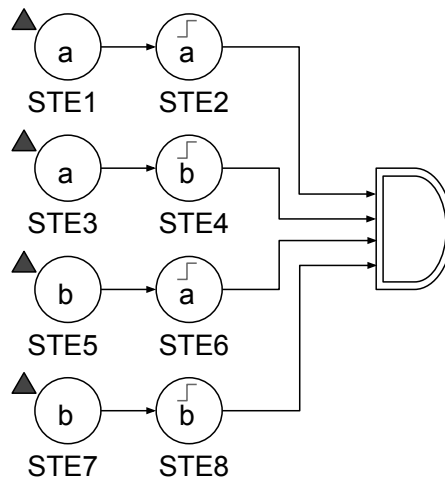 a a
STE1 STE2
a b
STE3 STE4
b a
STE5 STE6
b b
STE7 STE8